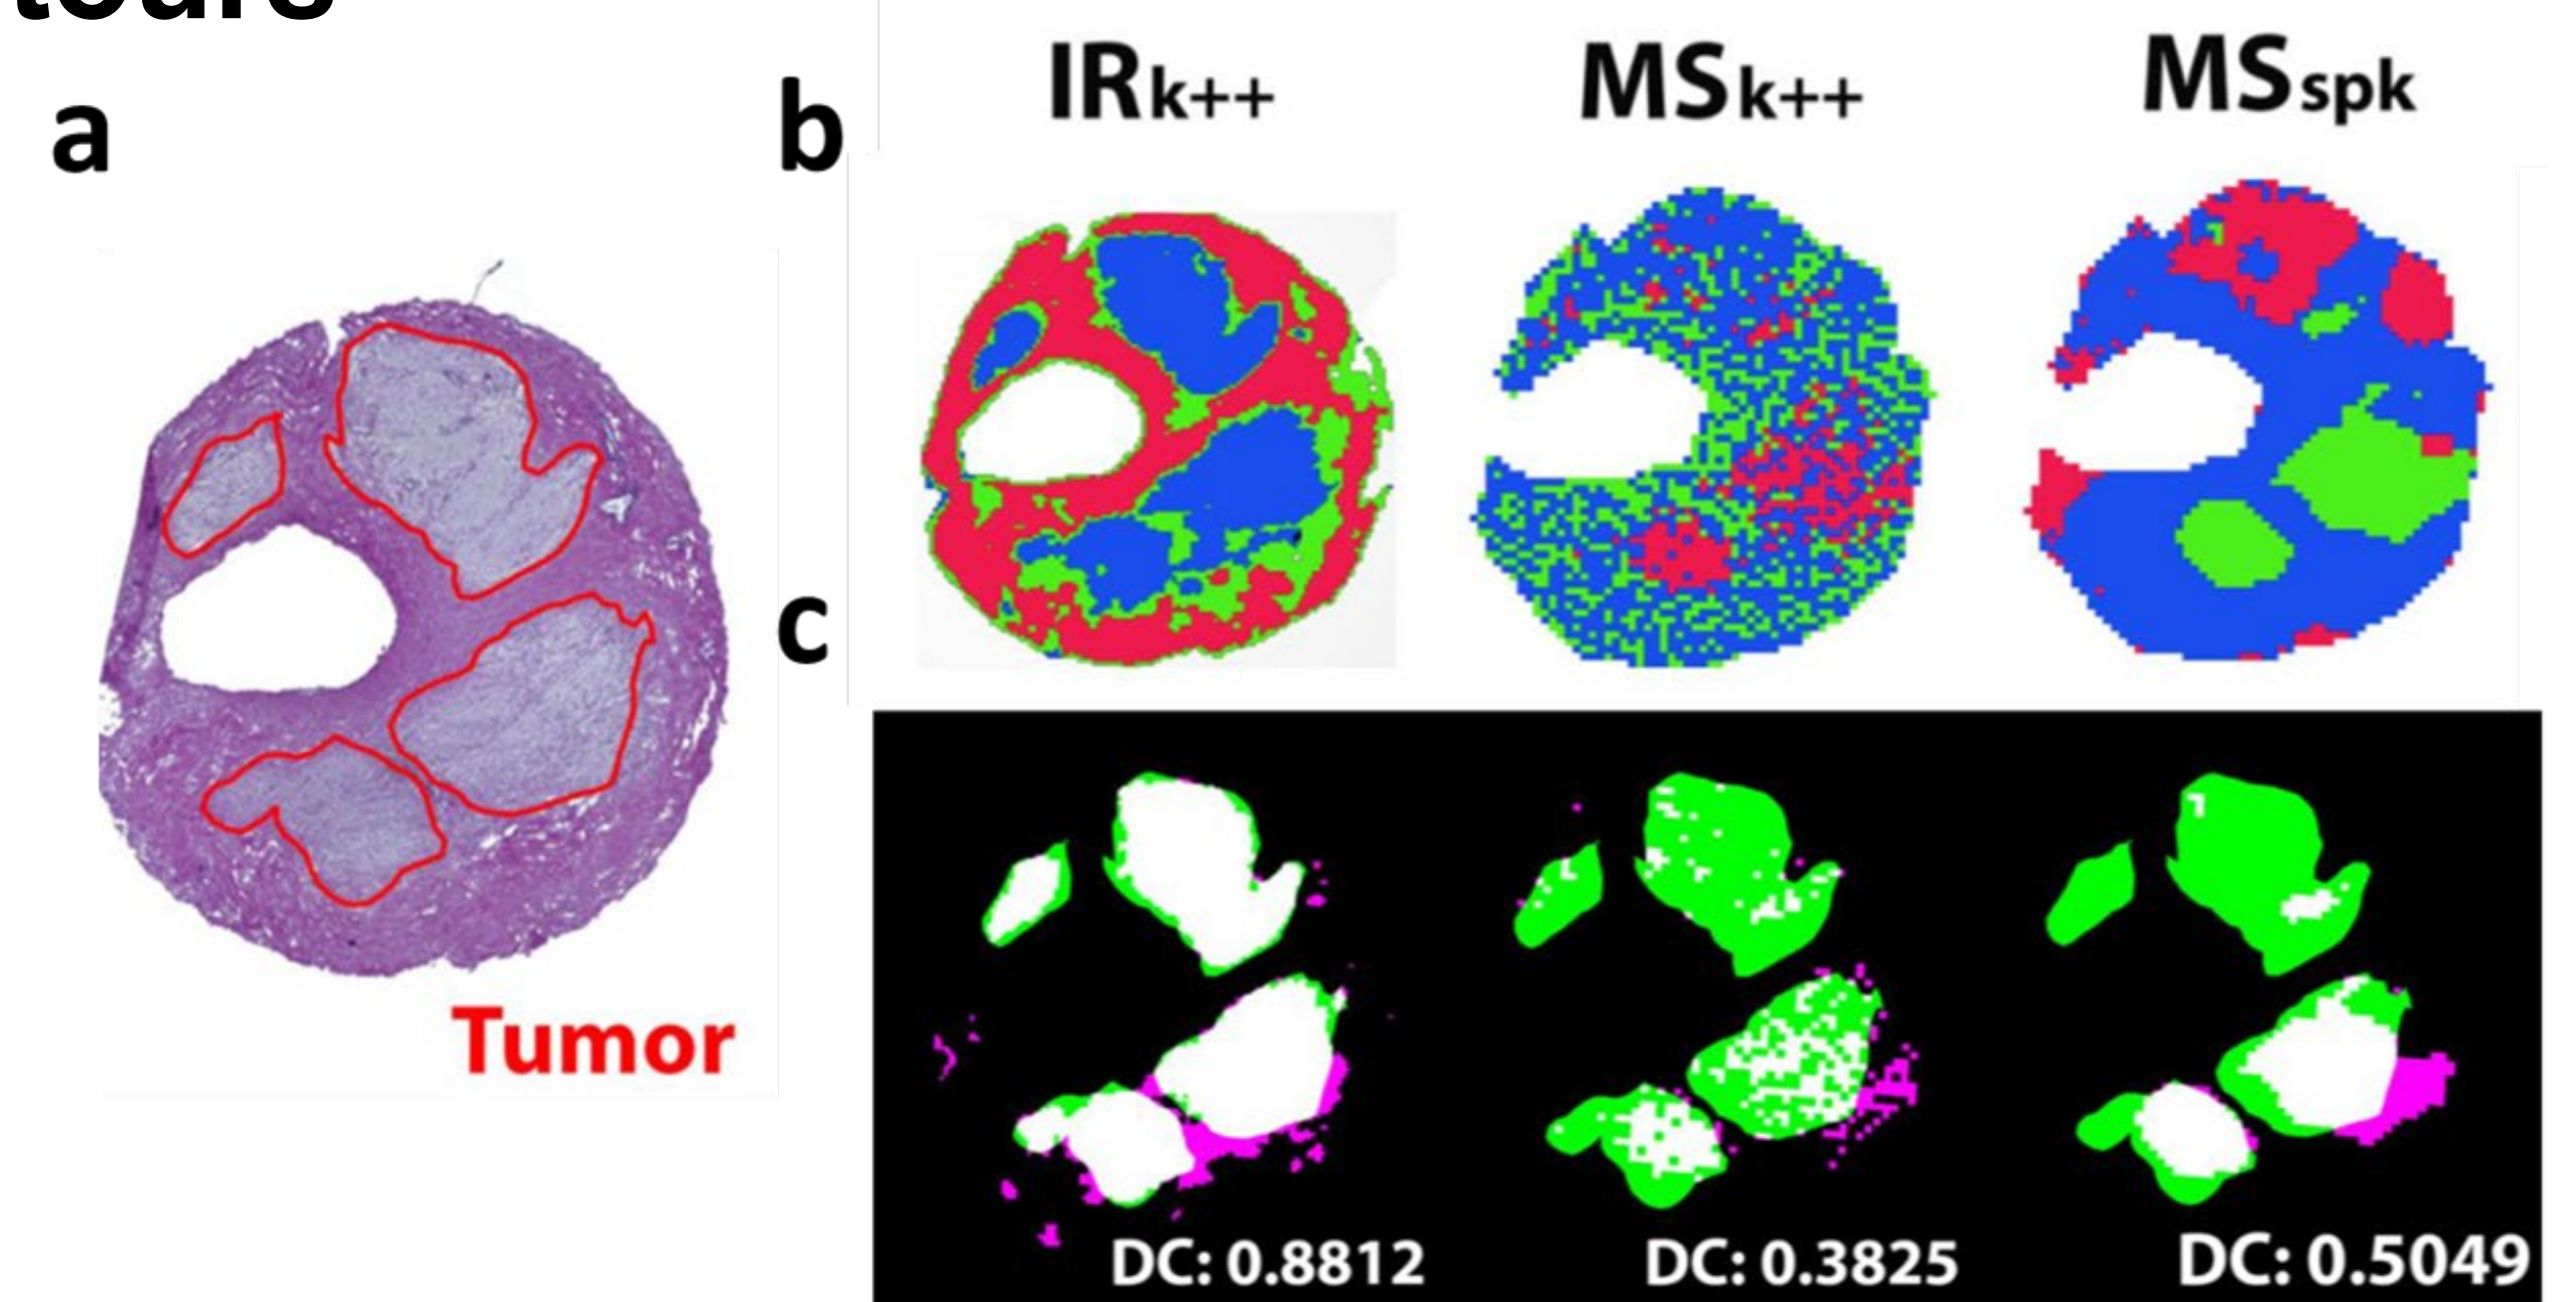 a
Tumor
b
IRk++
MSk++
MSspk
c
DC: 0.8812
DC: 0.3825
DC: 0.5049